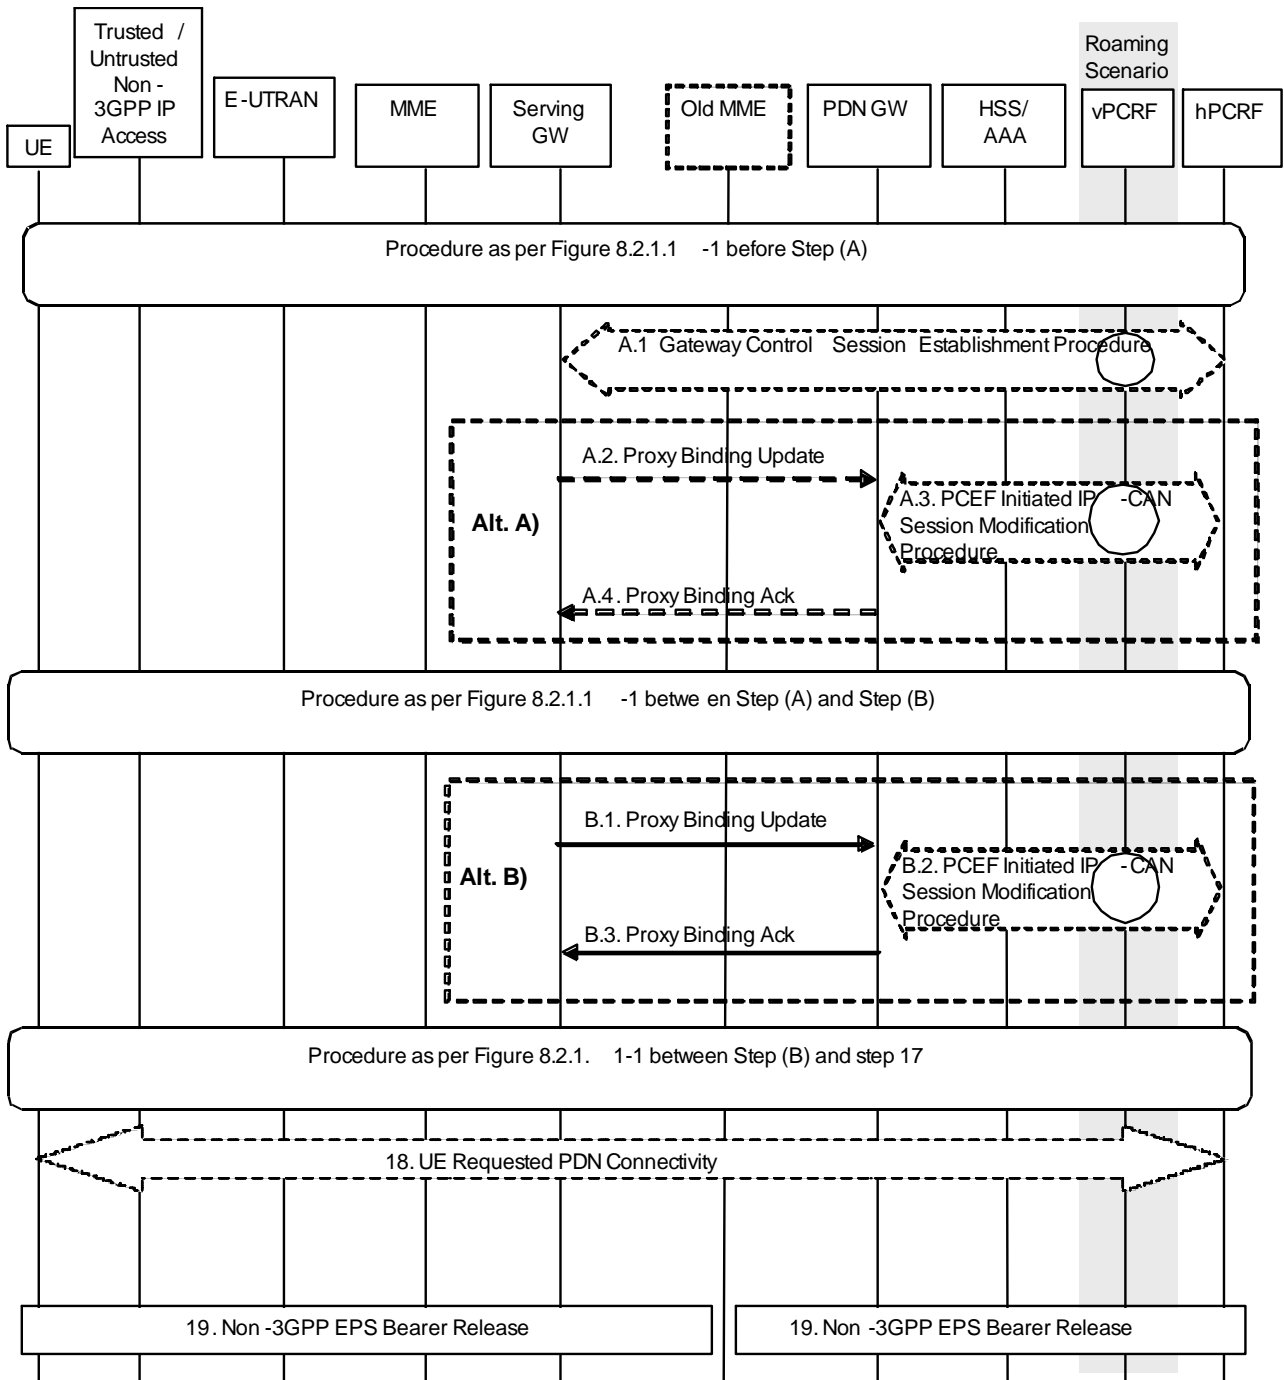 Trusted /
Untrusted
Non -
3GPP IP
Access
UE
E-UTRAN
MME
Serving
GW
Old MME
PDN GW
HSS/
AAA
Roaming
Scenario
vPCRF
hPCRF
Procedure as per Figure 8.2.1.1 -1 before Step (A)
A.1 Gateway Control Session Establishment Procedure
Alt. A)
A.2. Proxy Binding Update
A.3. PCEF Initiated IP -CAN
Session Modification
Procedure
A.4. Proxy Binding Ack
Procedure as per Figure 8.2.1.1 -1 betwe en Step (A) and Step (B)
Alt. B)
B.1. Proxy Binding Update
B.2. PCEF Initiated IP -CAN
Session Modification
Procedure
B.3. Proxy Binding Ack
Procedure as per Figure 8.2.1. 1-1 between Step (B) and step 17
18. UE Requested PDN Connectivity
19. Non -3GPP EPS Bearer Release
19. Non -3GPP EPS Bearer Release